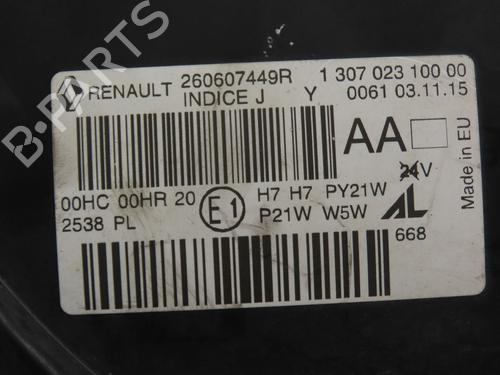 RENAULT 260607449R 1 307 023 100 00
INDICE J Y 0061 03.11.15
AA
Made in EU
00HC 00HR 20 E1 H7 H7 PY21W 24V
2538 PL P21W W5W AL
668
B-PARTS